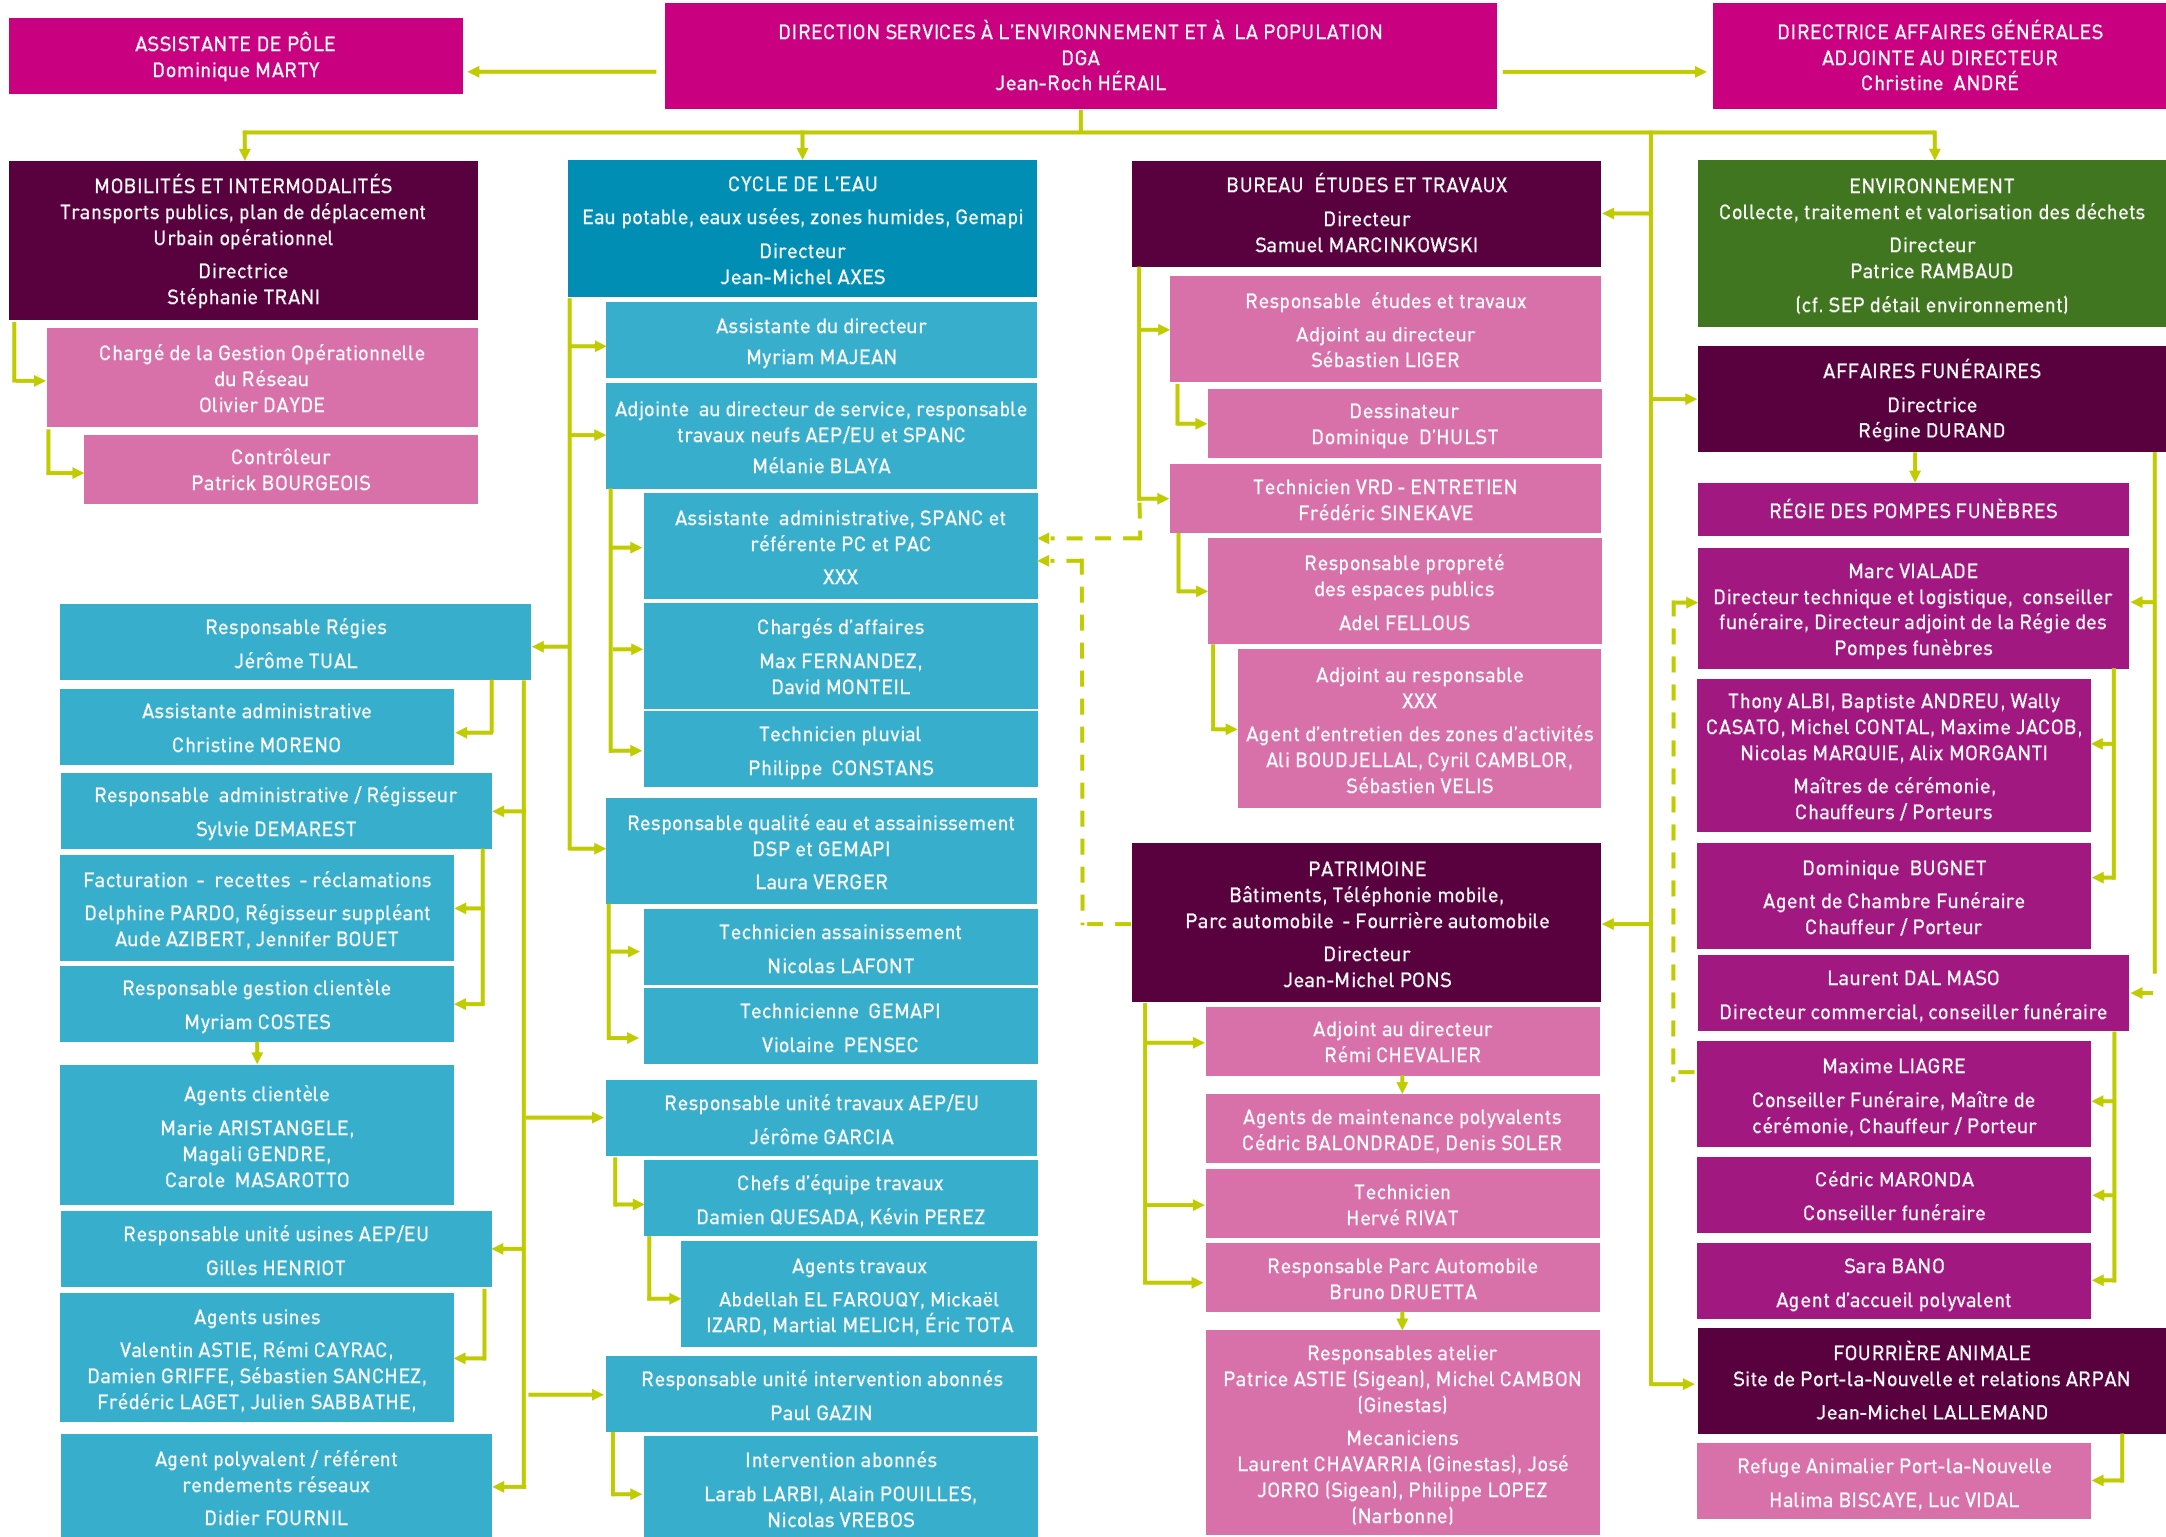 ASSISTANTE DE PÔLE
Dominique MARTY
DIRECTION SERVICES À L’ENVIRONNEMENT ET À LA POPULATION
DGA
Jean-Roch HÉRAIL
DIRECTRICE AFFAIRES GÉNÉRALES
ADJOINTE AU DIRECTEUR
Christine ANDRÉ
MOBILITÉS ET INTERMODALITÉS
Transports publics, plan de déplacement
Urbain opérationnel
Directrice
Stéphanie TRANI
Chargé de la Gestion Opérationnelle
du Réseau
Olivier DAYDE
Contrôleur
Patrick BOURGEOIS
CYCLE DE L’EAU
Eau potable, eaux usées, zones humides, Gemapi
Directeur
Jean-Michel AXES
Assistante du directeur
Myriam MAJEAN
Adjointe au directeur de service, responsable
travaux neufs AEP/EU et SPANC
Mélanie BLAYA
Assistante administrative, SPANC et
référente PC et PAC
XXX
Chargés d’affaires
Max FERNANDEZ,
David MONTEIL
Technicien pluvial
Philippe CONSTANS
Responsable qualité eau et assainissement
DSP et GEMAPI
Laura VERGER
Technicien assainissement
Nicolas LAFONT
Technicienne GEMAPI
Violaine PENSEC
Responsable Régies
Jérôme TUAL
Assistante administrative
Christine MORENO
Responsable administrative / Régisseur
Sylvie DEMAREST
Facturation - recettes - réclamations
Delphine PARDO, Régisseur suppléant
Aude AZIBERT, Jennifer BOUET
Responsable gestion clientèle
Myriam COSTES
Agents clientèle
Marie ARISTANGELE,
Magali GENDRE,
Carole MASAROTTO
Responsable unité usines AEP/EU
Gilles HENRIOT
Agents usines
Valentin ASTIE, Rémi CAYRAC,
Damien GRIFFE, Sébastien SANCHEZ,
Frédéric LAGET, Julien SABBATHE,
Agent polyvalent / référent
rendements réseaux
Didier FOURNIL
Responsable unité travaux AEP/EU
Jérôme GARCIA
Chefs d’équipe travaux
Damien QUESADA, Kévin PEREZ
Agents travaux
Abdellah EL FAROUQY, Mickaël
IZARD, Martial MELICH, Éric TOTA
Responsable unité intervention abonnés
Paul GAZIN
Intervention abonnés
Larab LARBI, Alain POUILLES,
Nicolas VREBOS
BUREAU ÉTUDES ET TRAVAUX
Directeur
Samuel MARCINKOWSKI
Responsable études et travaux
Adjoint au directeur
Sébastien LIGER
Dessinateur
Dominique D’HULST
Technicien VRD - ENTRETIEN
Frédéric SINEKAVE
Responsable propreté
des espaces publics
Adel FELLOUS
Adjoint au responsable
XXX
Agent d’entretien des zones d’activités
Ali BOUDJELLAL, Cyril CAMBLOR,
Sébastien VELIS
PATRIMOINE
Bâtiments, Téléphonie mobile,
Parc automobile - Fourrière automobile
Directeur
Jean-Michel PONS
Adjoint au directeur
Rémi CHEVALIER
Agents de maintenance polyvalents
Cédric BALONDRADE, Denis SOLER
Technicien
Hervé RIVAT
Responsable Parc Automobile
Bruno DRUETTA
Responsables atelier
Patrice ASTIE (Sigean), Michel CAMBON
(Ginestas)
Mecaniciens
Laurent CHAVARRIA (Ginestas), José
JORRO (Sigean), Philippe LOPEZ
(Narbonne)
ENVIRONNEMENT
Collecte, traitement et valorisation des déchets
Directeur
Patrice RAMBAUD
(cf. SEP détail environnement)
AFFAIRES FUNÉRAIRES
Directrice
Régine DURAND
RÉGIE DES POMPES FUNÈBRES
Marc VIALADE
Directeur technique et logistique, conseiller
funéraire, Directeur adjoint de la Régie des
Pompes funèbres
Thony ALBI, Baptiste ANDREU, Wally
CASATO, Michel CONTAL, Maxime JACOB,
Nicolas MARQUIE, Alix MORGANTI
Maîtres de cérémonie,
Chauffeurs / Porteurs
Dominique BUGNET
Agent de Chambre Funéraire
Chauffeur / Porteur
Laurent DAL MASO
Directeur commercial, conseiller funéraire
Maxime LIAGRE
Conseiller Funéraire, Maître de
cérémonie, Chauffeur / Porteur
Cédric MARONDA
Conseiller funéraire
Sara BANO
Agent d’accueil polyvalent
FOURRIÈRE ANIMALE
Site de Port-la-Nouvelle et relations ARPAN
Jean-Michel LALLEMAND
Refuge Animalier Port-la-Nouvelle
Halima BISCAYE, Luc VIDAL